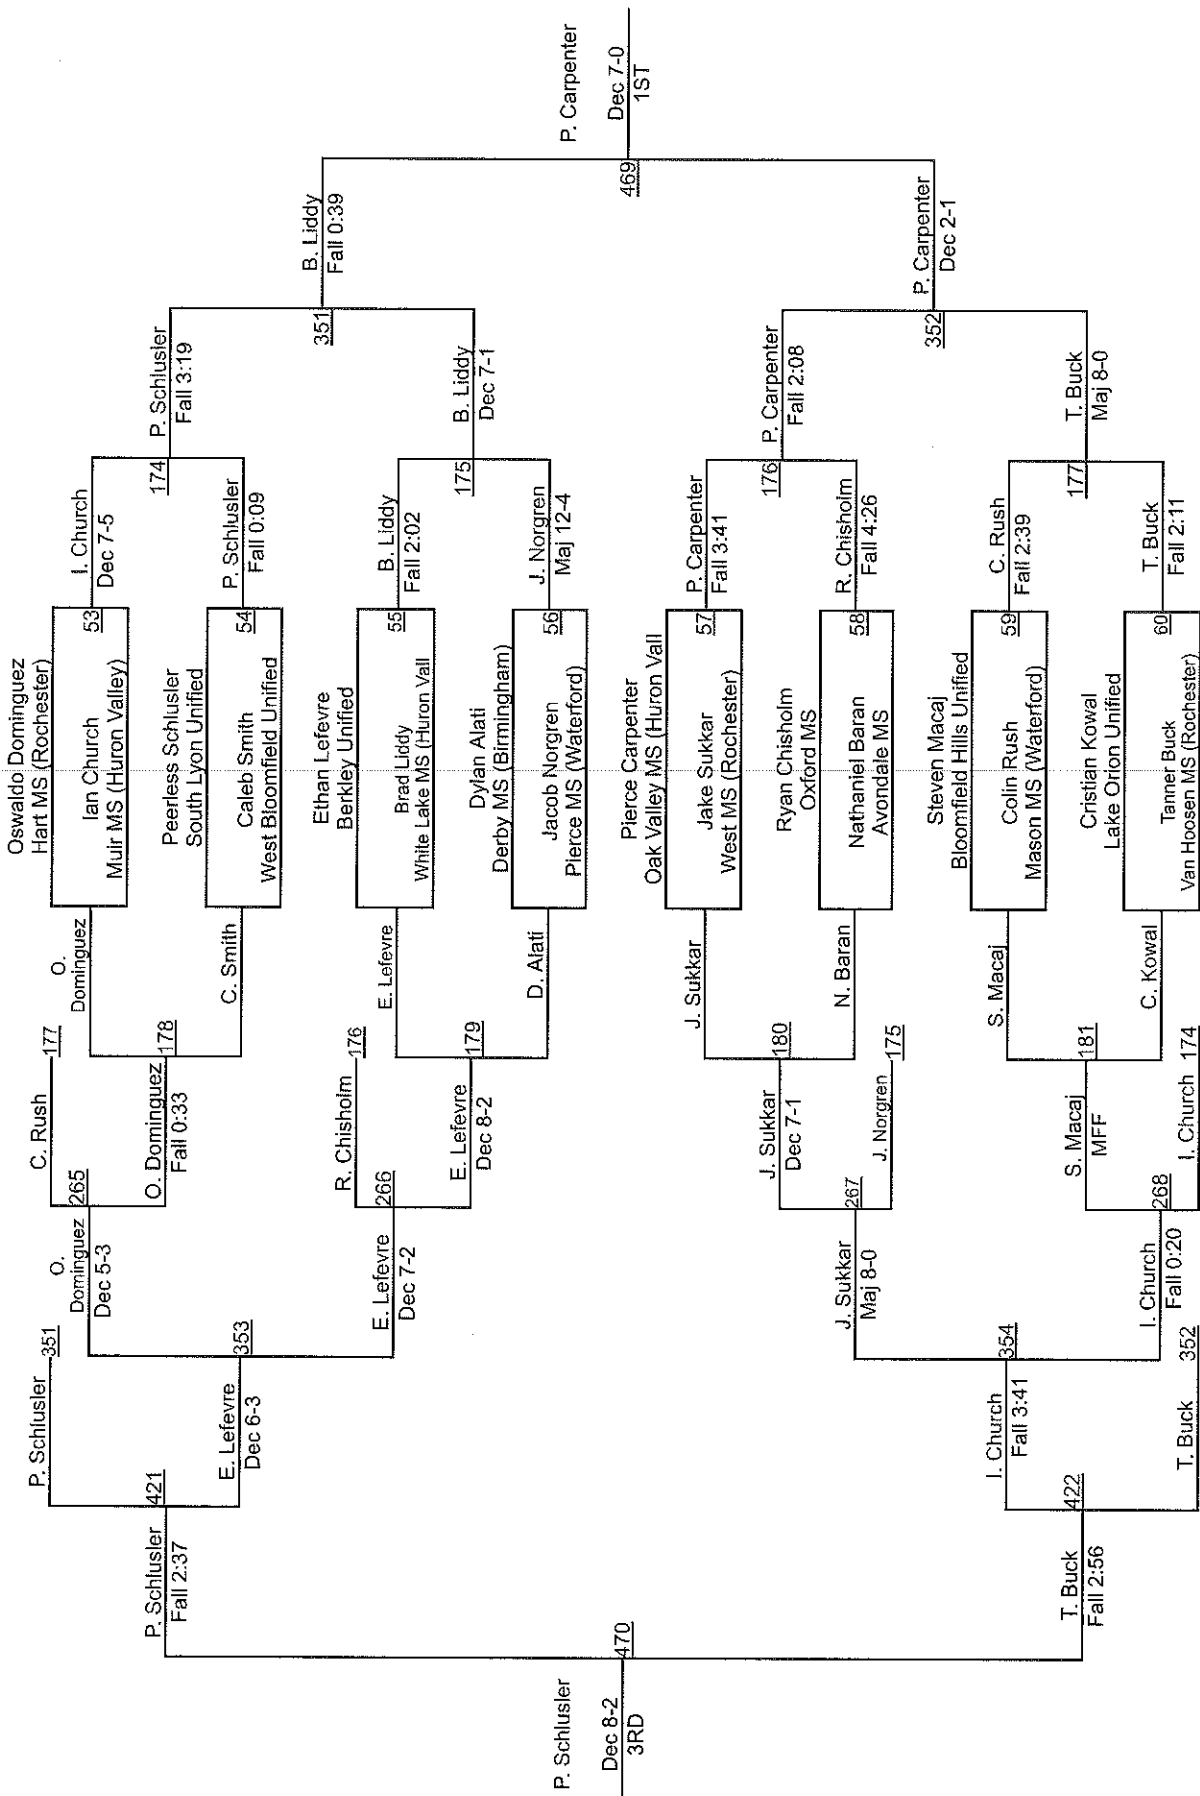 P. Carpenter
Dec 7-0
1ST
469
B. Liddy
Fall 0:39
P. Carpenter
Dec 2-1
351
352
P. Schlusler
Fall 3:19
B. Liddy
Dec 7-1
P. Carpenter
Fall 2:08
T. Buck
Maj 8-0
174
175
176
177
I. Church
Dec 7-5
P. Schlusler
Fall 0:09
B. Liddy
Fall 2:02
J. Norgren
Maj 12-4
P. Carpenter
Fall 3:41
R. Chisholm
Fall 4:26
C. Rush
Fall 2:39
T. Buck
Fall 2:11
Oswaldo Dominguez
Hart MS (Rochester)
53
Ian Church
Muir MS (Huron Valley)
Peerless Schlusler
South Lyon Unified
54
Caleb Smith
West Bloomfield Unified
Ethan Lefevre
Berkley Unified
55
Brad Liddy
White Lake MS (Huron Vall
Dylan Alati
Derby MS (Birmingham)
56
Jacob Norgren
Pierce MS (Waterford)
Pierce Carpenter
Oak Valley MS (Huron Vall
57
Jake Sukkar
West MS (Rochester)
Ryan Chisholm
Oxford MS
58
Nathaniel Baran
Avondale MS
Steven Macaj
Bloomfield Hills Unified
59
Colin Rush
Mason MS (Waterford)
Cristian Kowal
Lake Orion Unified
60
Tanner Buck
Van Hoosen MS (Rochester)
O.
Dominguez
C. Smith
E. Lefevre
D. Alati
J. Sukkar
N. Baran
S. Macaj
C. Kowal
177
178
176
179
180
175
181
174
C. Rush
O. Dominguez
Fall 0:33
R. Chisholm
E. Lefevre
Dec 8-2
J. Sukkar
Dec 7-1
J. Norgren
S. Macaj
MFF
I. Church
265
266
267
268
O.
Dominguez
Dec 5-3
E. Lefevre
Dec 7-2
J. Sukkar
Maj 8-0
I. Church
Fall 0:20
351
353
354
352
P. Schlusler
E. Lefevre
Dec 6-3
I. Church
Fall 3:41
T. Buck
421
422
P. Schlusler
Fall 2:37
T. Buck
Fall 2:56
470
P. Schlusler
Dec 8-2
3RD